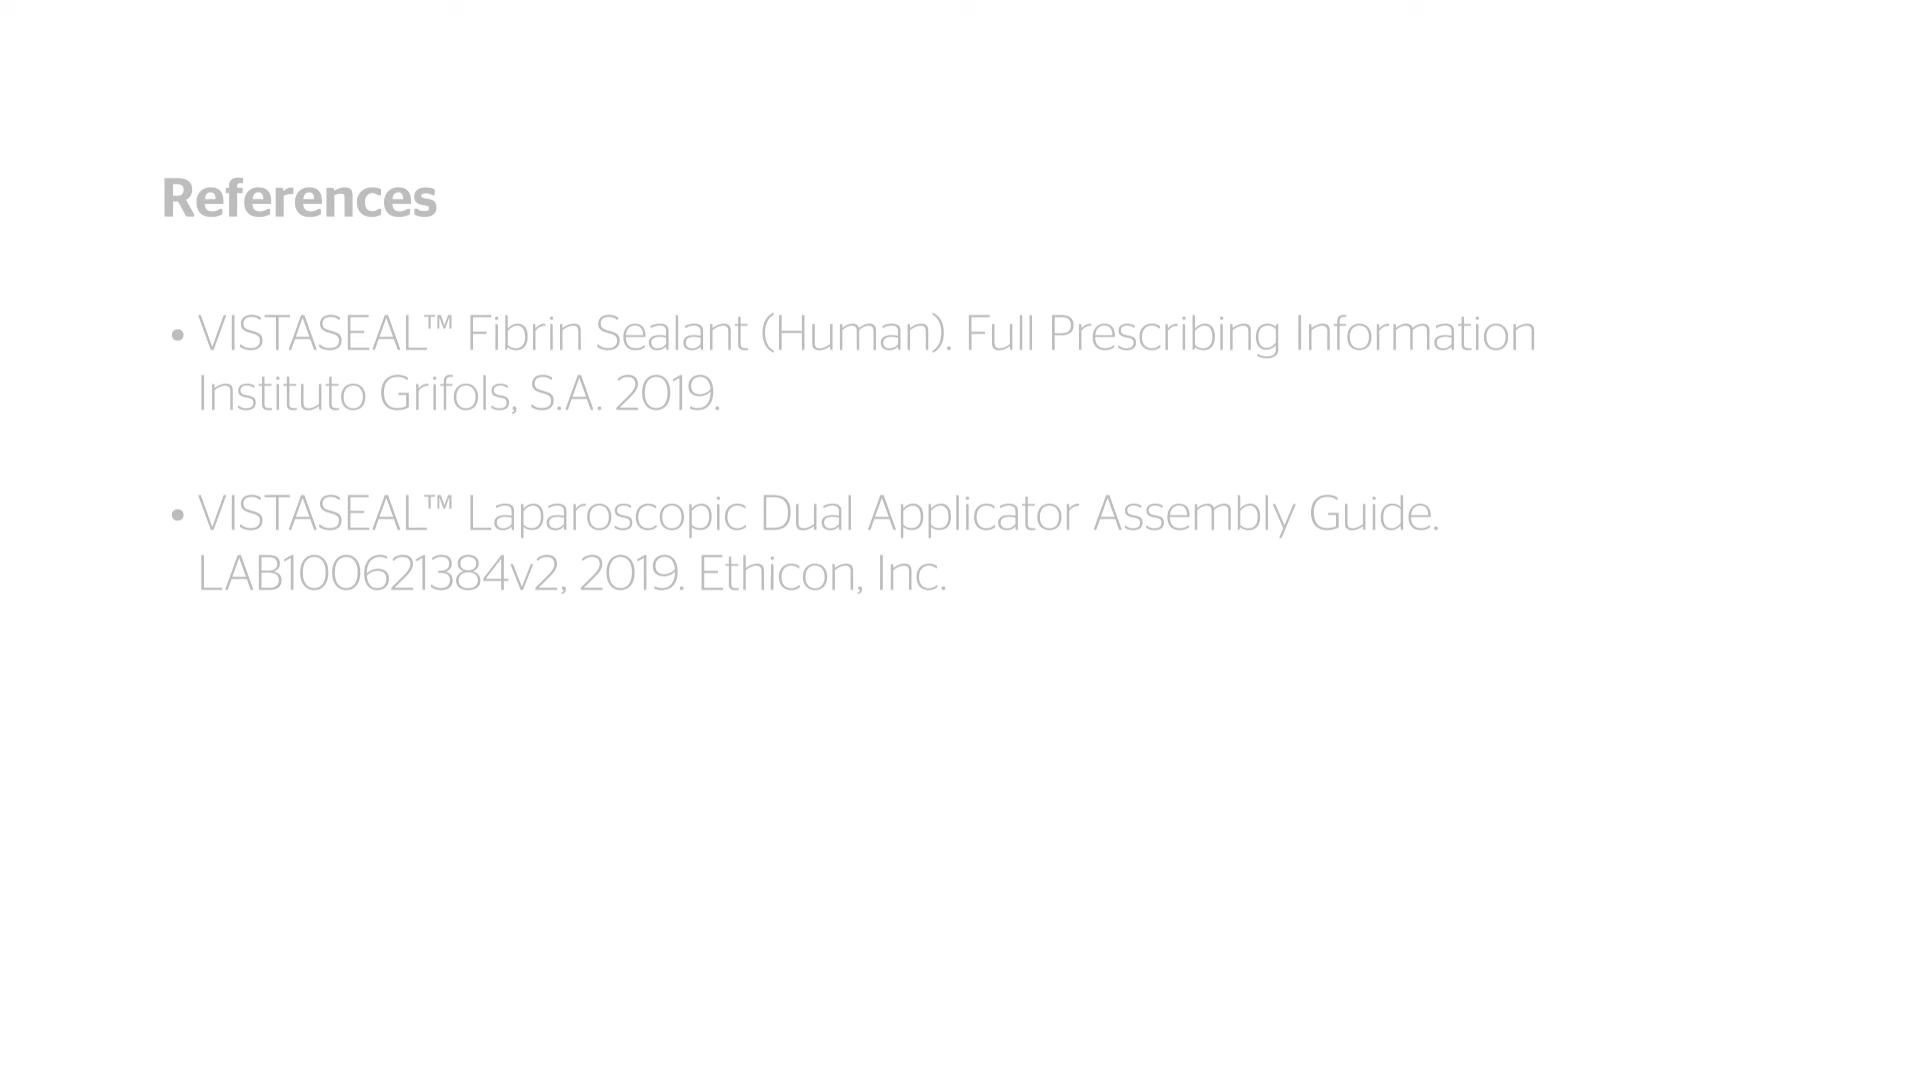 References
• VISTASEAL™ Fibrin Sealant (Human). Full Prescribing Information
Instituto Grifols, S.A. 2019.
• VISTASEAL™ Laparoscopic Dual Applicator Assembly Guide.
LAB100621384v2, 2019. Ethicon, Inc.